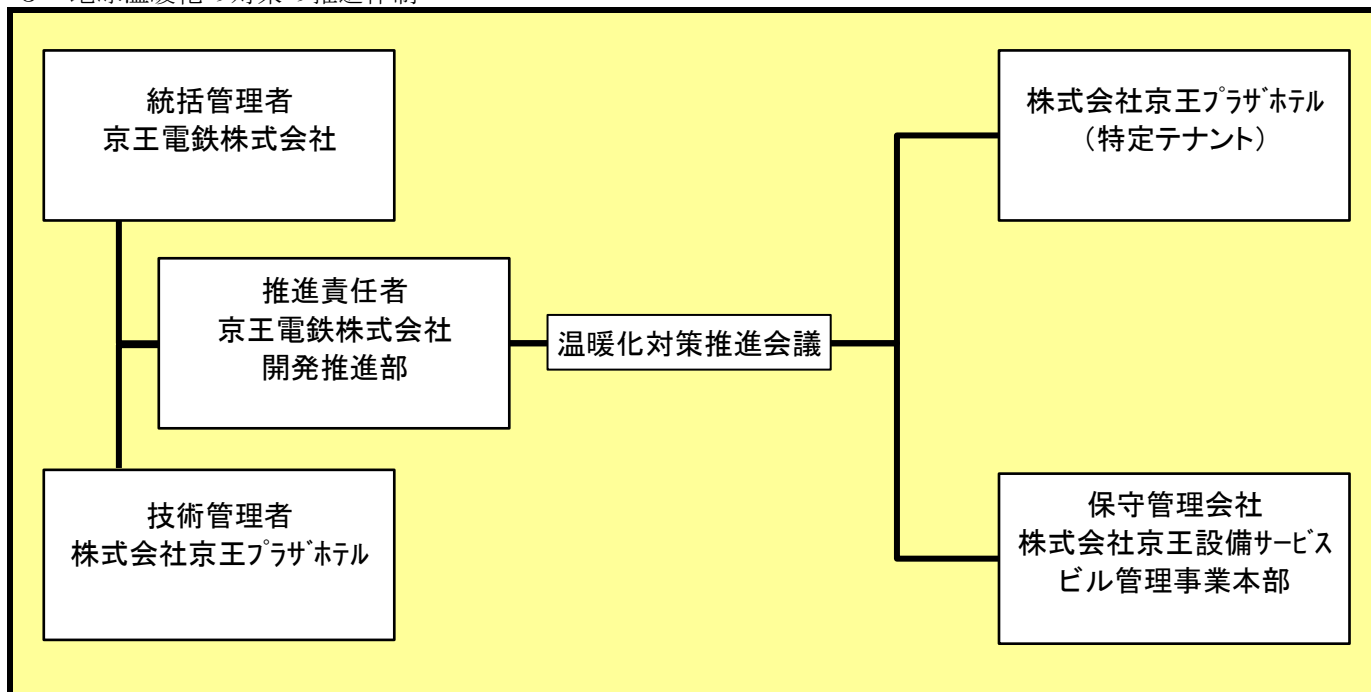 統括管理者
京王電鉄株式会社
推進責任者
京王電鉄株式会社
開発推進部
技術管理者
株式会社京王ﾌﾟﾗｻﾞﾎﾃﾙ
温暖化対策推進会議
株式会社京王ﾌﾟﾗｻﾞﾎﾃﾙ
（特定テナント）
保守管理会社
株式会社京王設備ｻｰﾋﾞｽ
ビル管理事業本部